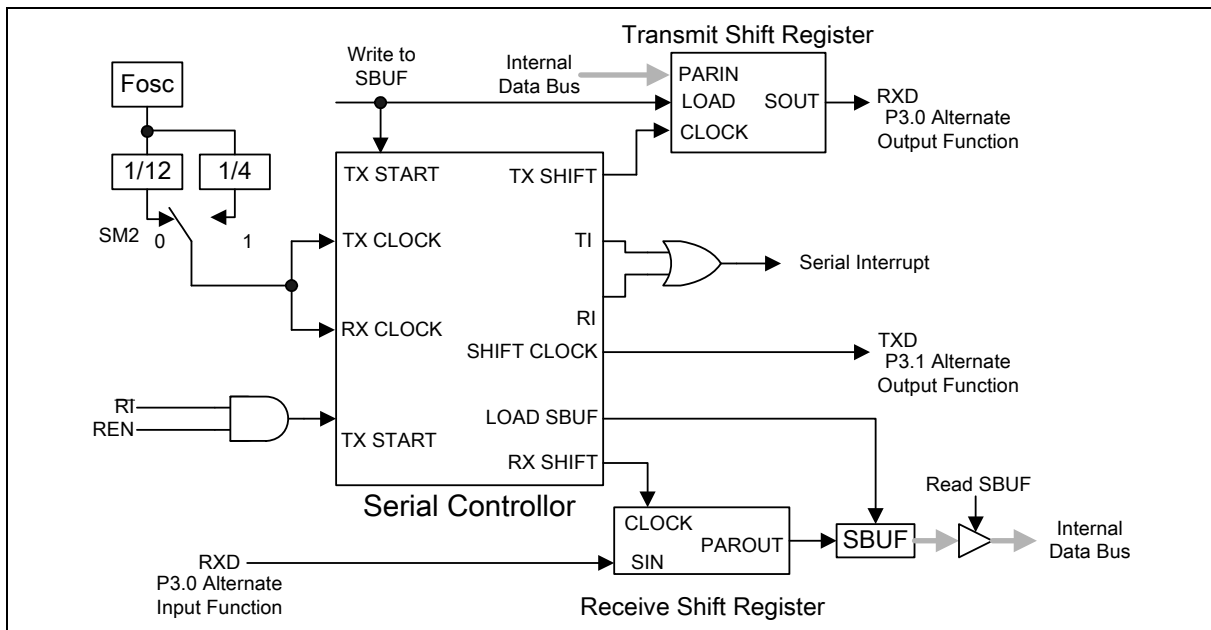 Transmit Shift Register
Write to
SBUF
Internal
Data Bus
PARIN
LOAD
SOUT
CLOCK
RXD
P3.0 Alternate
Output Function
Fosc
1/12
1/4
SM2
0
1
TX START
TX SHIFT
TX CLOCK
TI
Serial Interrupt
RI
RX CLOCK
SHIFT CLOCK
TXD
P3.1 Alternate
Output Function
RI
REN
TX START
LOAD SBUF
RX SHIFT
Serial Controllor
Read SBUF
CLOCK
PAROUT
SIN
SBUF
Internal
Data Bus
RXD
P3.0 Alternate
Input Function
Receive Shift Register